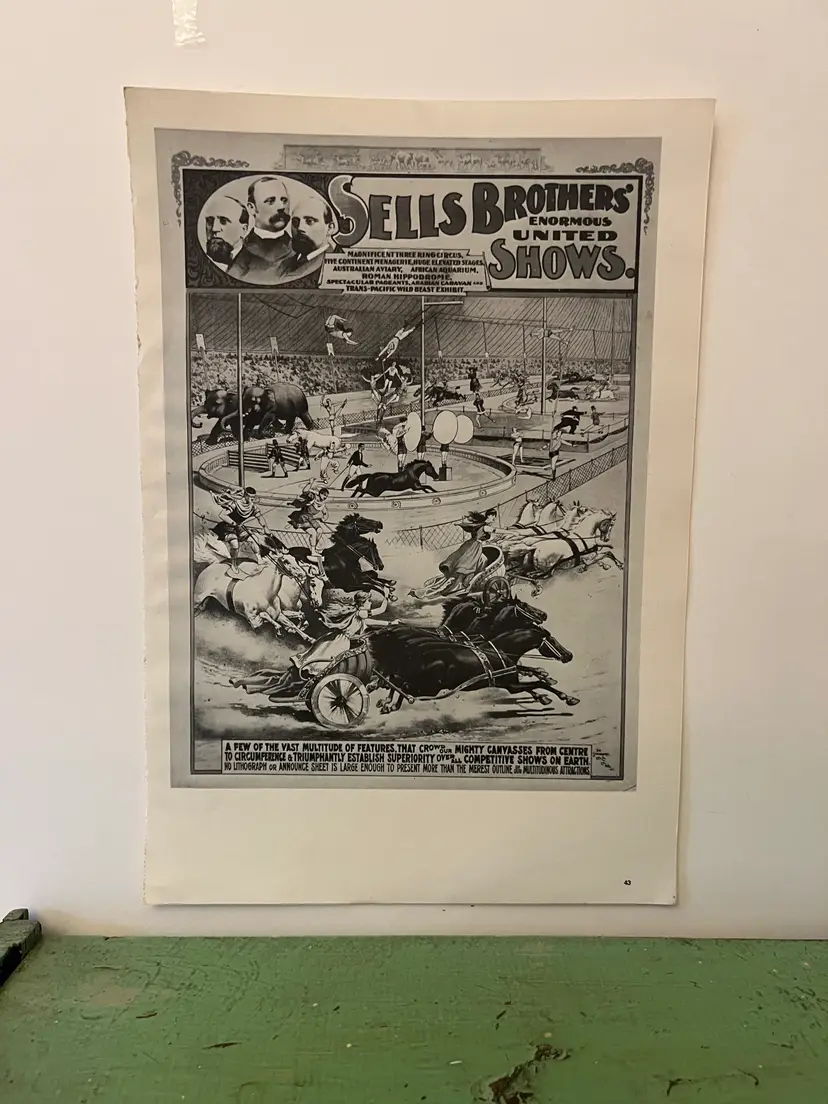 SELLS BROTHERS'
ENORMOUS
UNITED
SHOWS.
MAGNIFICENT THREE RING CIRCUS,
FIVE CONTINENT MENAGERIE, HUGE ELEVATED STAGES,
AUSTRALIAN AVIARY, AFRICAN AQUARIUM,
ROMAN HIPPODROME,
SPECTACULAR PAGEANTS, ARABIAN CARAVAN AND
TRANS-PACIFIC WILD BEAST EXHIBIT.
A FEW OF THE VAST MULTITUDE OF FEATURES, THAT CROWD OUR MIGHTY CANVASSES FROM CENTRE
TO CIRCUMFERENCE & TRIUMPHANTLY ESTABLISH SUPERIORITY OVER ALL COMPETITIVE SHOWS ON EARTH.
NO LITHOGRAPH OR ANNOUNCE SHEET IS LARGE ENOUGH TO PRESENT MORE THAN THE MEREST OUTLINE OF THE MULTITUDINOUS ATTRACTIONS.
43